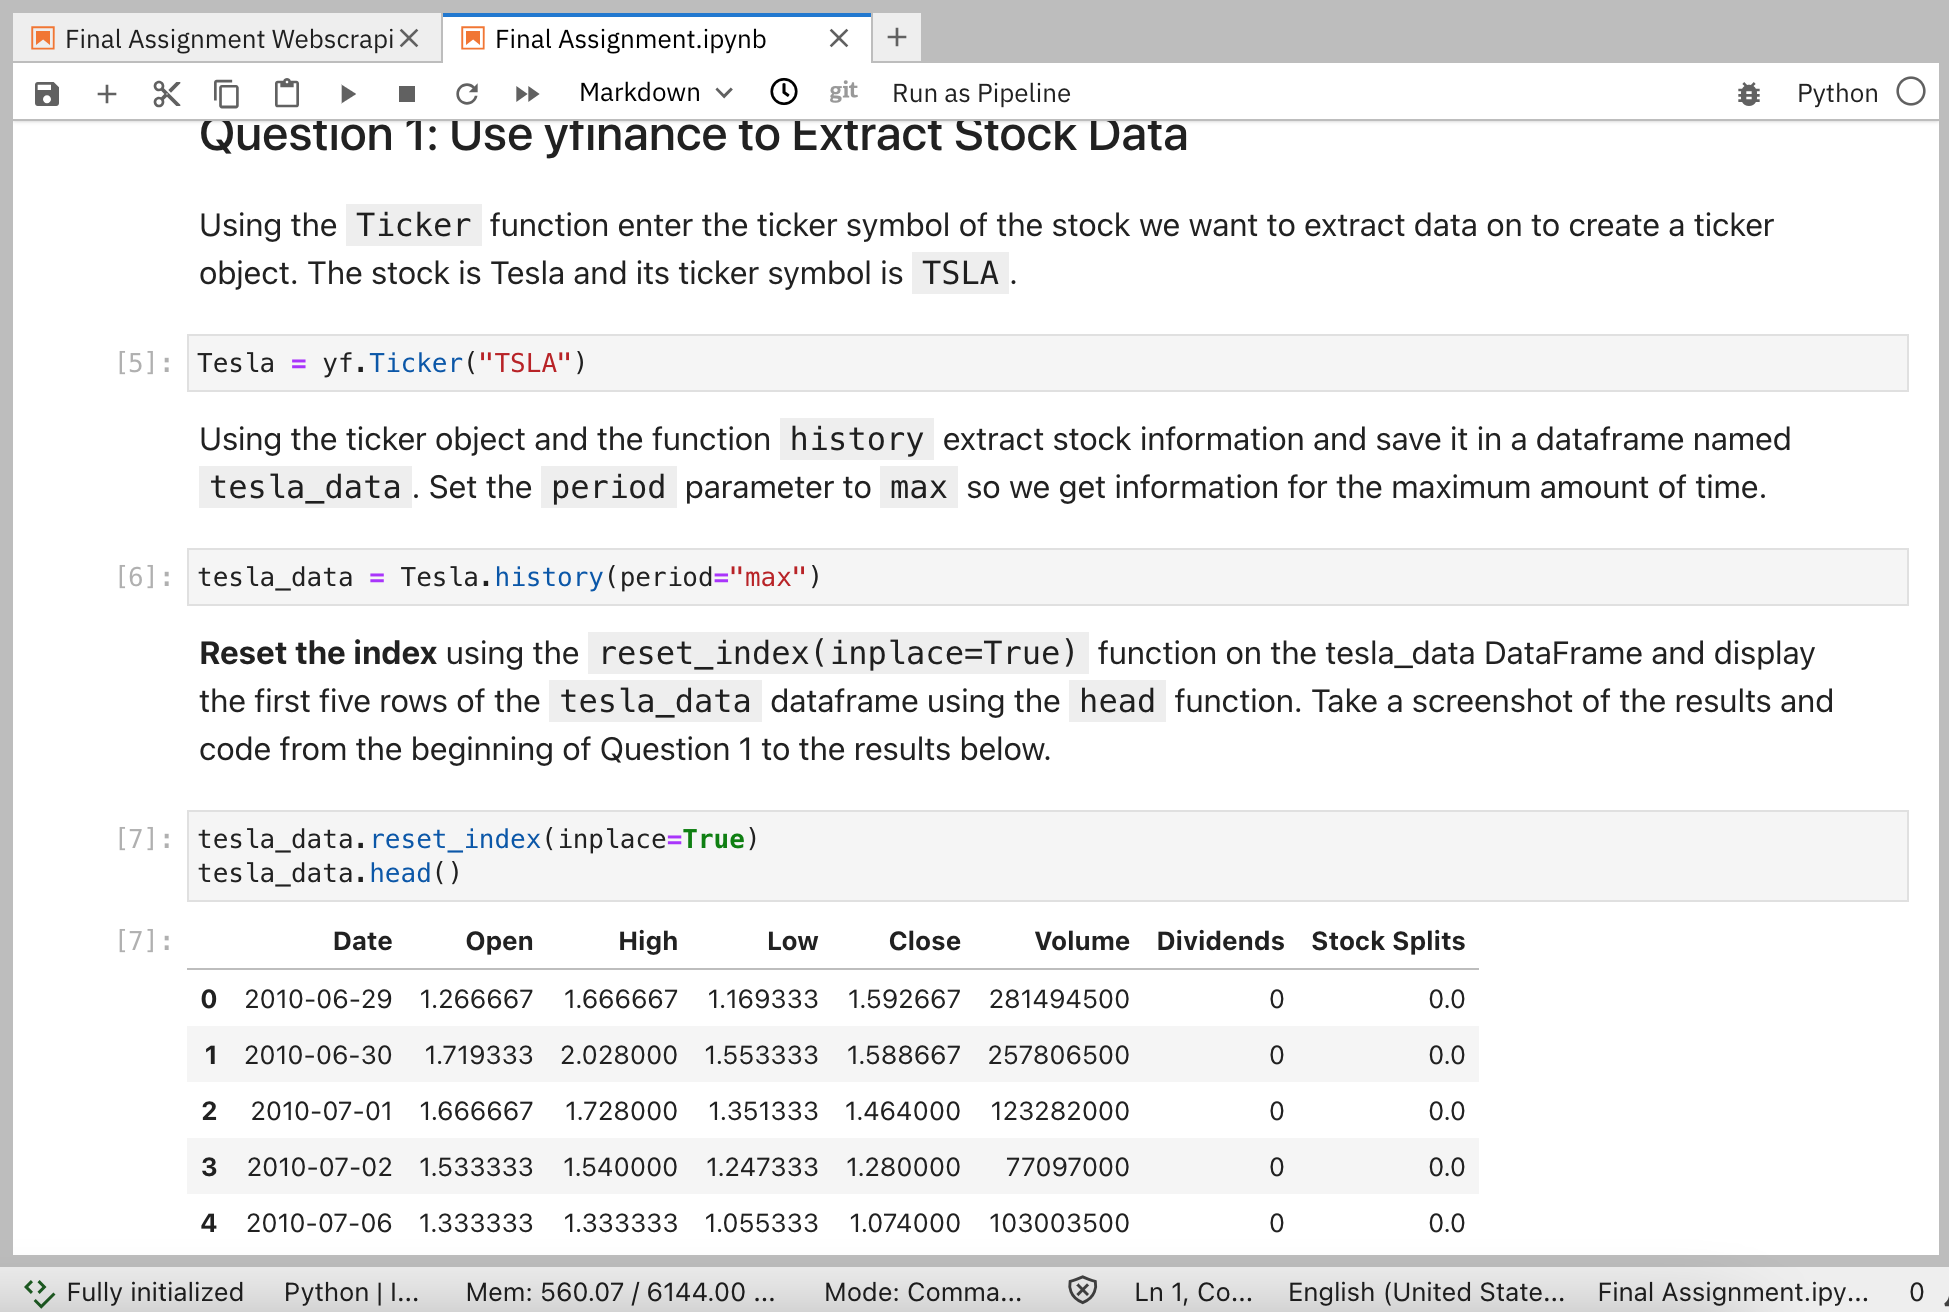 Final Assignment Webscrapi
Final Assignment.ipynb
Markdown
git
Run as Pipeline
Python
Question 1: Use yfinance to Extract Stock Data
Using the Ticker function enter the ticker symbol of the stock we want to extract data on to create a ticker
object. The stock is Tesla and its ticker symbol is TSLA .
[5]: Tesla = yf.Ticker("TSLA")
Using the ticker object and the function history extract stock information and save it in a dataframe named
tesla_data . Set the period parameter to max so we get information for the maximum amount of time.
[6]: tesla_data = Tesla.history(period="max")
Reset the index using the reset_index(inplace=True) function on the tesla_data DataFrame and display
the first five rows of the tesla_data dataframe using the head function. Take a screenshot of the results and
code from the beginning of Question 1 to the results below.
[7]: tesla_data.reset_index(inplace=True)
tesla_data.head()
[7]: Date Open High Low Close Volume Dividends Stock Splits
0 2010-06-29 1.266667 1.666667 1.169333 1.592667 281494500 0 0.0
1 2010-06-30 1.719333 2.028000 1.553333 1.588667 257806500 0 0.0
2 2010-07-01 1.666667 1.728000 1.351333 1.464000 123282000 0 0.0
3 2010-07-02 1.533333 1.540000 1.247333 1.280000 77097000 0 0.0
4 2010-07-06 1.333333 1.333333 1.055333 1.074000 103003500 0 0.0
Fully initialized Python | I... Mem: 560.07 / 6144.00 ... Mode: Comma... Ln 1, Co... English (United State... Final Assignment.ipy... 0